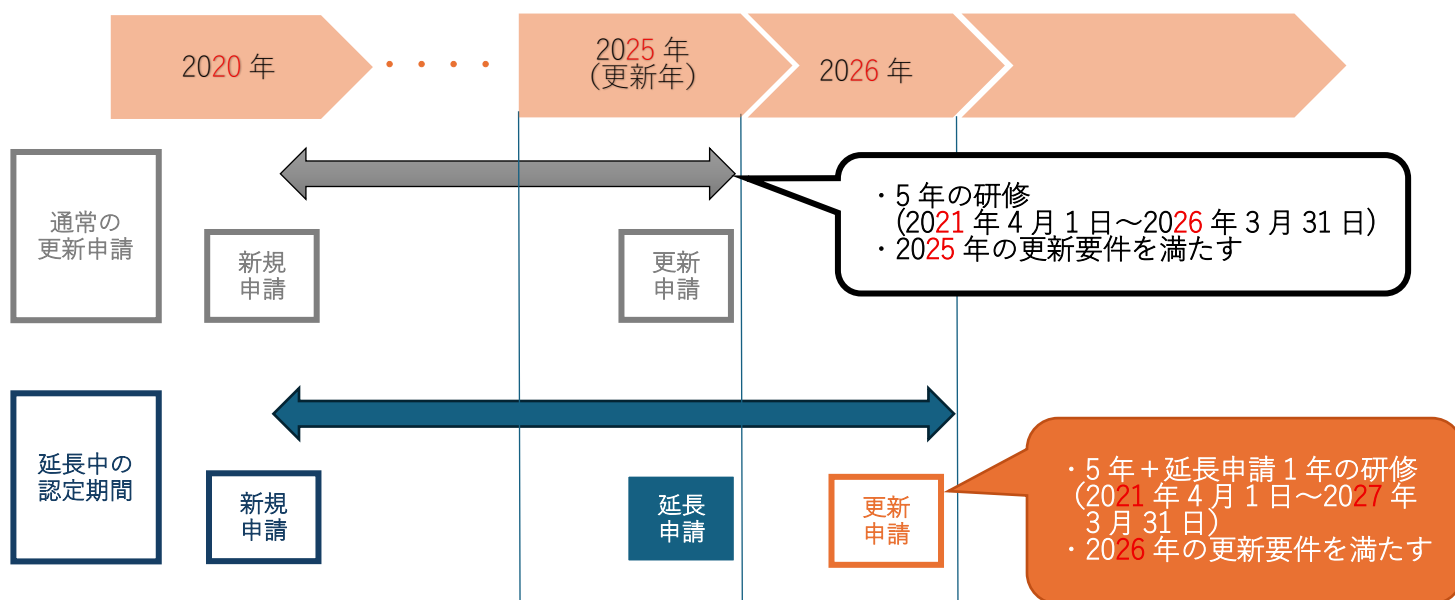 2020 年
2025 年
（更新年）
2026 年
通常の
更新申請
新規
申請
更新
申請
・5 年の研修
（2021 年 4 月 1 日～2026 年 3 月 31 日）
・2025 年の更新要件を満たす
延長中の
認定期間
新規
申請
延長
申請
更新
申請
・5 年＋延長申請 1 年の研修
（2021 年 4 月 1 日～2027 年
3 月 31 日）
・2026 年の更新要件を満たす